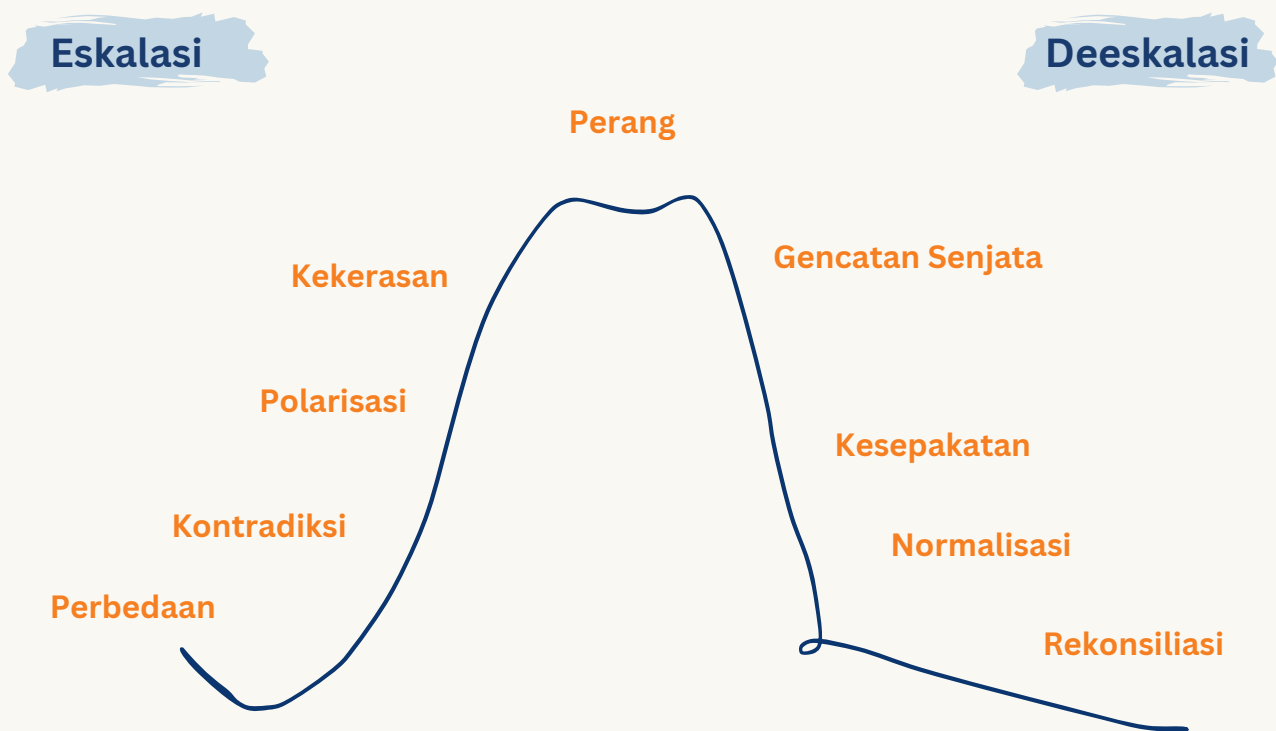 Eskalasi
Deeskalasi
Perang
Gencatan Senjata
Kekerasan
Polarisasi
Kesepakatan
Kontradiksi
Normalisasi
Perbedaan
Rekonsiliasi